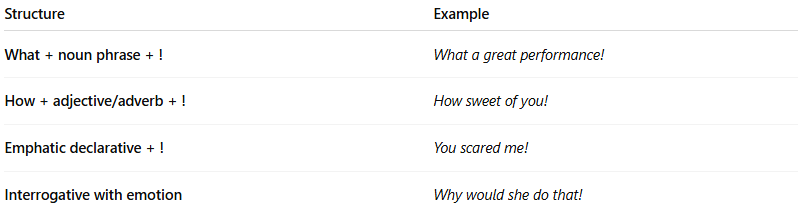 Structure Example
What + noun phrase + ! What a great performance!
How + adjective/adverb + ! How sweet of you!
Emphatic declarative + ! You scared me!
Interrogative with emotion Why would she do that!